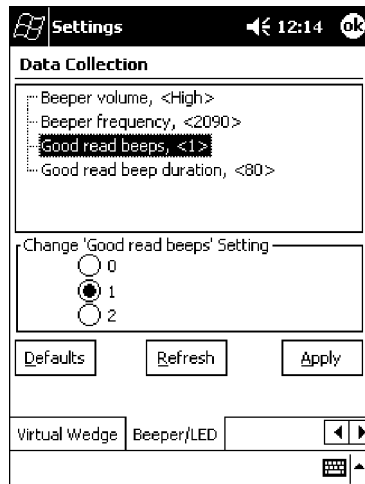 Settings 12:14 ok
Data Collection
Beeper volume, <High>
Beeper frequency, <2090>
Good read beeps, <1>
Good read beep duration, <80>
Change 'Good read beeps' Setting
0
1
2
Defaults Refresh Apply
Virtual Wedge Beeper/LED